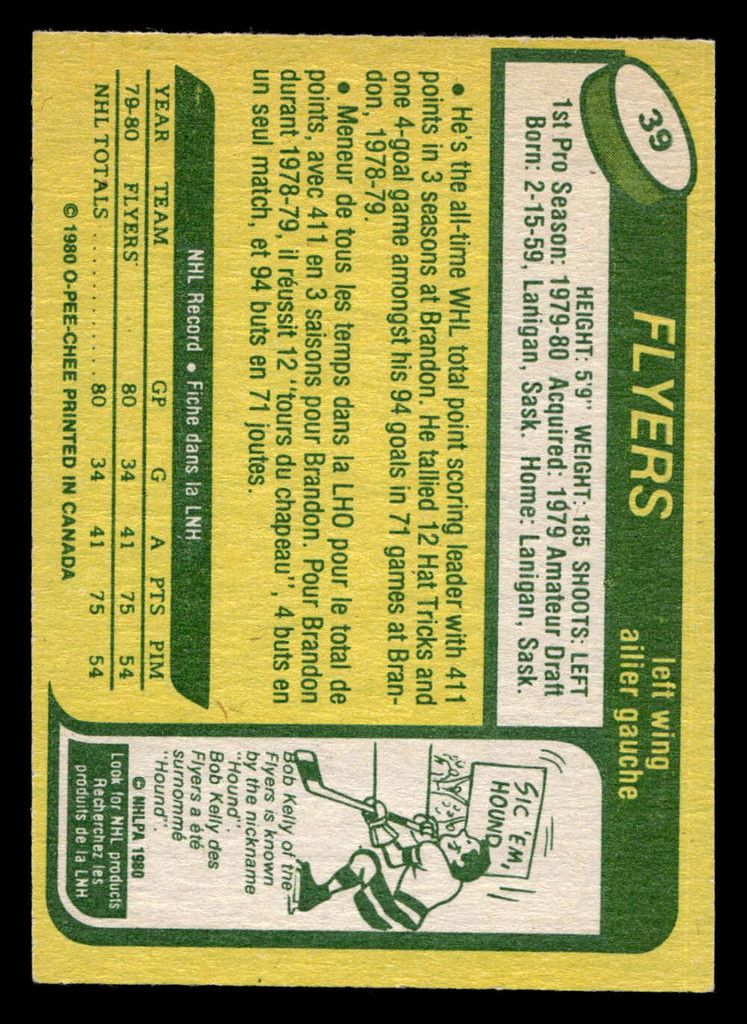 39
FLYERS
left wing
ailier gauche
HEIGHT: 5'9" WEIGHT: 185 SHOOTS: LEFT
1st Pro Season: 1979-80 Acquired: 1979 Amateur Draft
Born: 2-15-59, Lanigan, Sask. Home: Lanigan, Sask.
• He's the all-time WHL total point scoring leader with 411
points in 3 seasons at Brandon. He tallied 12 Hat Tricks and
one 4-goal game amongst his 94 goals in 71 games at Bran-
don, 1978-79.
• Meneur de tous les temps dans la LHO pour le total de
points, avec 411 en 3 saisons pour Brandon. Pour Brandon
durant 1978-79, il réussit 12 "tours du chapeau", 4 buts en
un seul match, et 94 buts en 71 joutes.
NHL Record • Fiche dans la LNH
YEAR TEAM GP G A PTS PIM
79-80 FLYERS 80 34 41 75 54
NHL TOTALS .......... 80 34 41 75 54
© 1980 O-PEE-CHEE PRINTED IN CANADA
SIC 'EM,
HOUND
Bob Kelly of the
Flyers is known
by the nickname
"Hound".
Bob Kelly des
Flyers a été
surnommé
"Hound"
© NHLPA 1980
Look for NHL products
Recherchez les
produits de la LNH